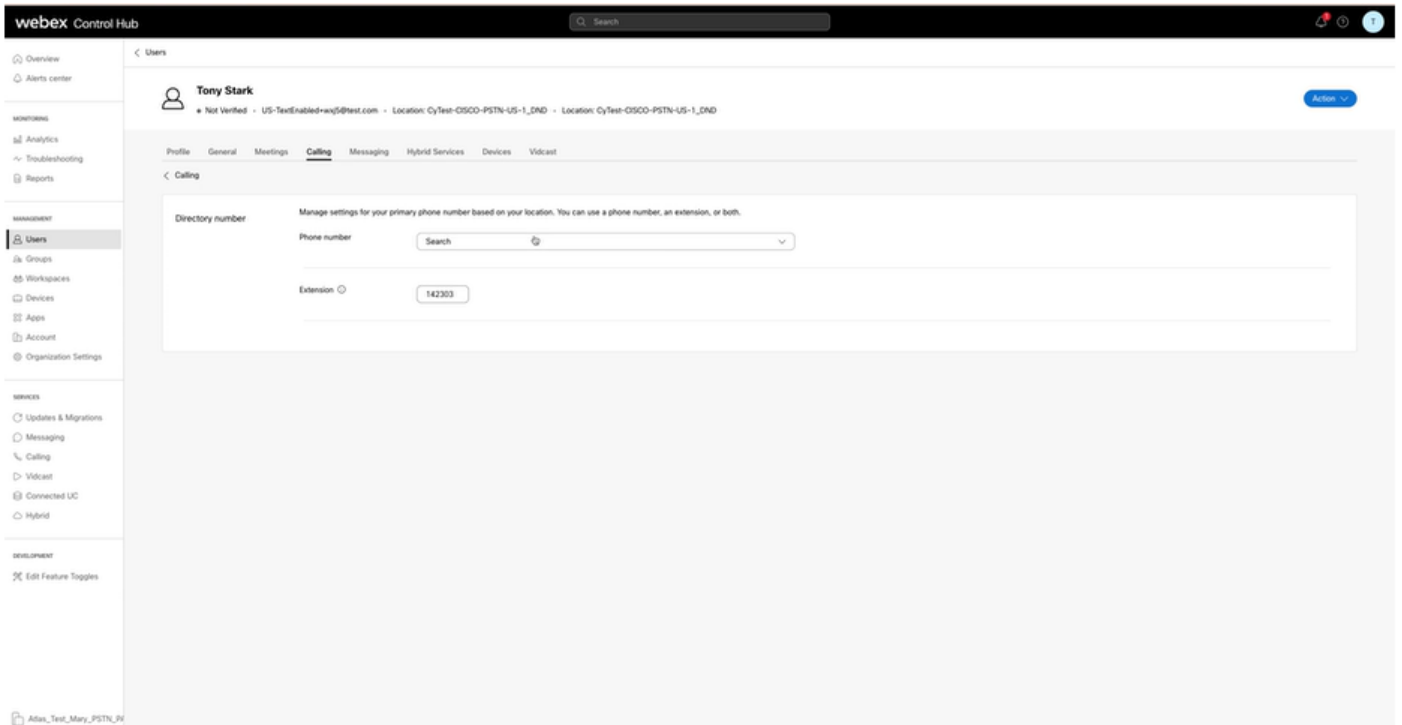 webex Control Hub
Search
T
Overview
Alerts center
MONITORING
Analytics
Troubleshooting
Reports
MANAGEMENT
Users
Groups
Workspaces
Devices
Apps
Account
Organization Settings
SERVICES
Updates & Migrations
Messaging
Calling
Vidcast
Connected UC
Hybrid
DEVELOPMENT
Edit Feature Toggles
Atlas_Test_Mary_PSTN_PA
Users
Tony Stark
Not Verified • US-TextEnabled+wxj5@test.com • Location: CyTest-CISCO-PSTN-US-1_DND • Location: CyTest-CISCO-PSTN-US-1_DND
Action
Profile General Meetings Calling Messaging Hybrid Services Devices Vidcast
Calling
Directory number
Manage settings for your primary phone number based on your location. You can use a phone number, an extension, or both.
Phone number Search
Extension 142303